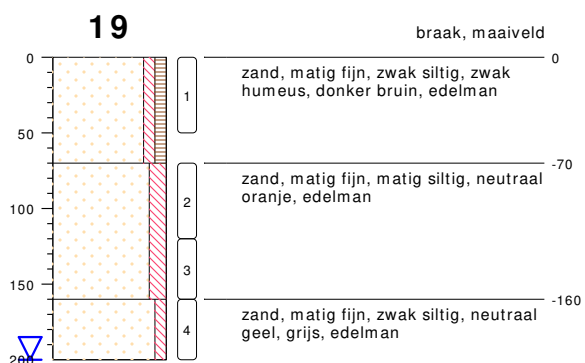 19
braak, maaiveld
0
0
zand, matig fijn, zwak siltig, zwak
humeus, donker bruin, edelman
1
50
-70
zand, matig fijn, matig siltig, neutraal
oranje, edelman
2
100
3
150
-160
zand, matig fijn, zwak siltig, neutraal
geel, grijs, edelman
4
200